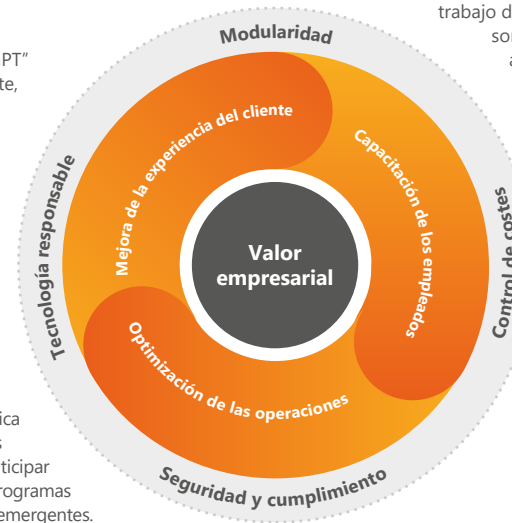 trabajo d
sor
a
PT”
te,
Modularidad
Tecnología responsable
Control de costes
Seguridad y cumplimiento
Mejora de la experiencia del cliente
Capacitación de los empleados
Optimización de las operaciones
Valor
empresarial
ica
s
ticipar
rogramas
emergentes.